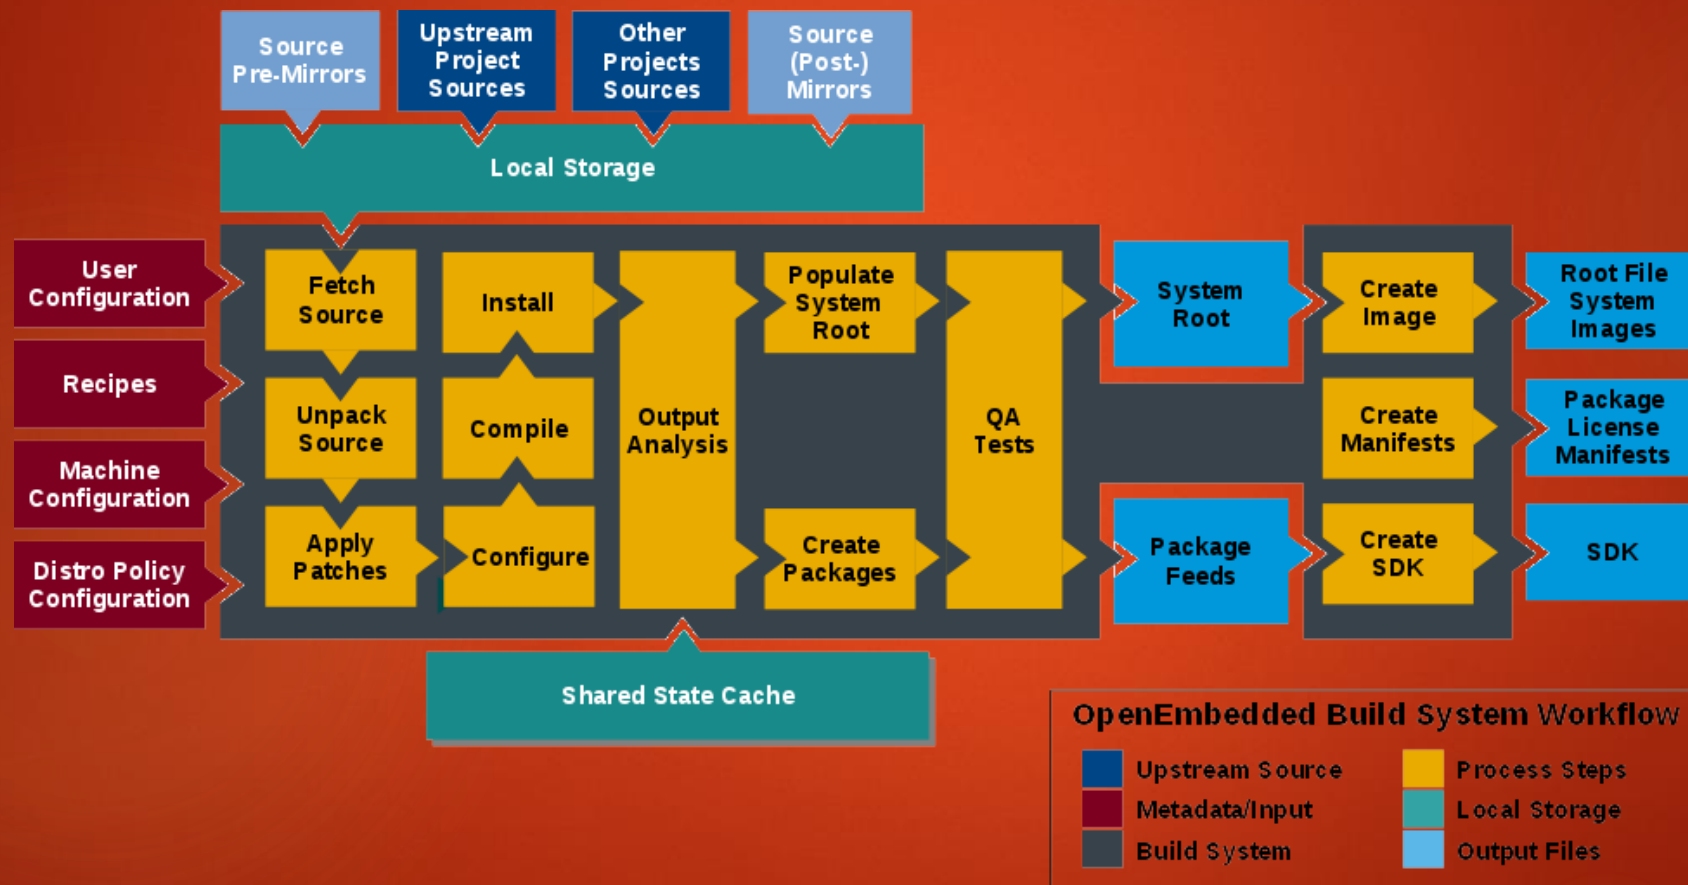 Source
Pre-Mirrors
Upstream
Project
Sources
Other
Projects
Sources
Source
(Post-)
Mirrors
Local Storage
User
Configuration
Recipes
Machine
Configuration
Distro Policy
Configuration
Fetch
Source
Unpack
Source
Apply
Patches
Install
Compile
Configure
Output
Analysis
Populate
System
Root
Create
Packages
QA
Tests
System
Root
Package
Feeds
Create
Image
Create
Manifests
Create
SDK
Root File
System
Images
Package
License
Manifests
SDK
Shared State Cache
OpenEmbedded Build System Workflow
Upstream Source
Metadata/Input
Build System
Process Steps
Local Storage
Output Files